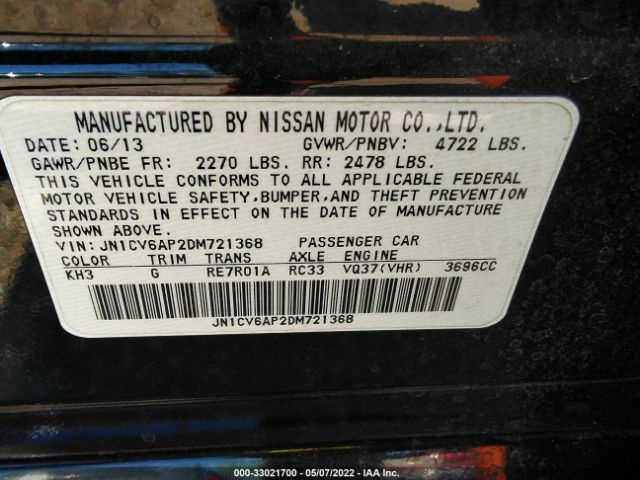 MANUFACTURED BY NISSAN MOTOR CO.,LTD.
DATE: 06/13 GVWR/PNBV: 4722 LBS.
GAWR/PNBE FR: 2270 LBS. RR: 2478 LBS.
THIS VEHICLE CONFORMS TO ALL APPLICABLE FEDERAL
MOTOR VEHICLE SAFETY,BUMPER,AND THEFT PREVENTION
STANDARDS IN EFFECT ON THE DATE OF MANUFACTURE
SHOWN ABOVE.
VIN: JN1CV6AP2DM721368 PASSENGER CAR
COLOR TRIM TRANS AXLE ENGINE
KH3 G RE7R01A RC33 VQ37(VHR) 3696CC
JN1CV6AP2DM721368
000-33021700 - 05/07/2022 - IAA Inc.